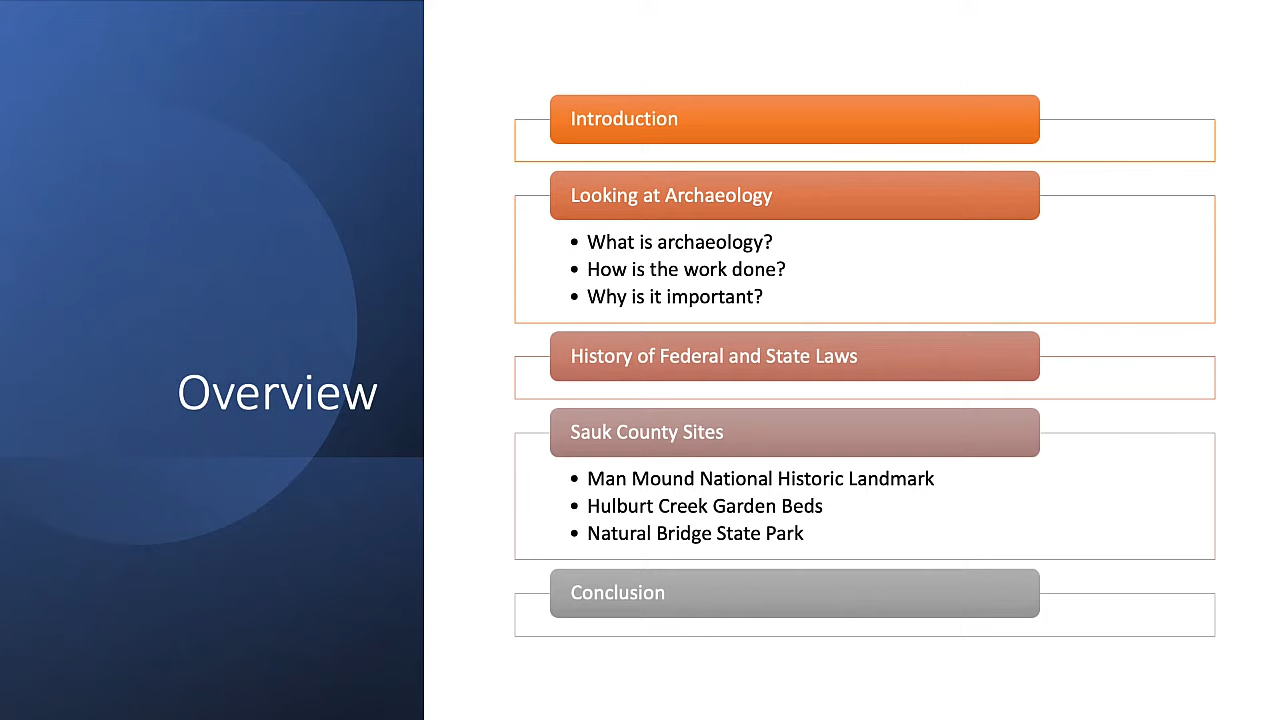 Overview
Introduction
Looking at Archaeology
• What is archaeology?
• How is the work done?
• Why is it important?
History of Federal and State Laws
Sauk County Sites
• Man Mound National Historic Landmark
• Hulburt Creek Garden Beds
• Natural Bridge State Park
Conclusion